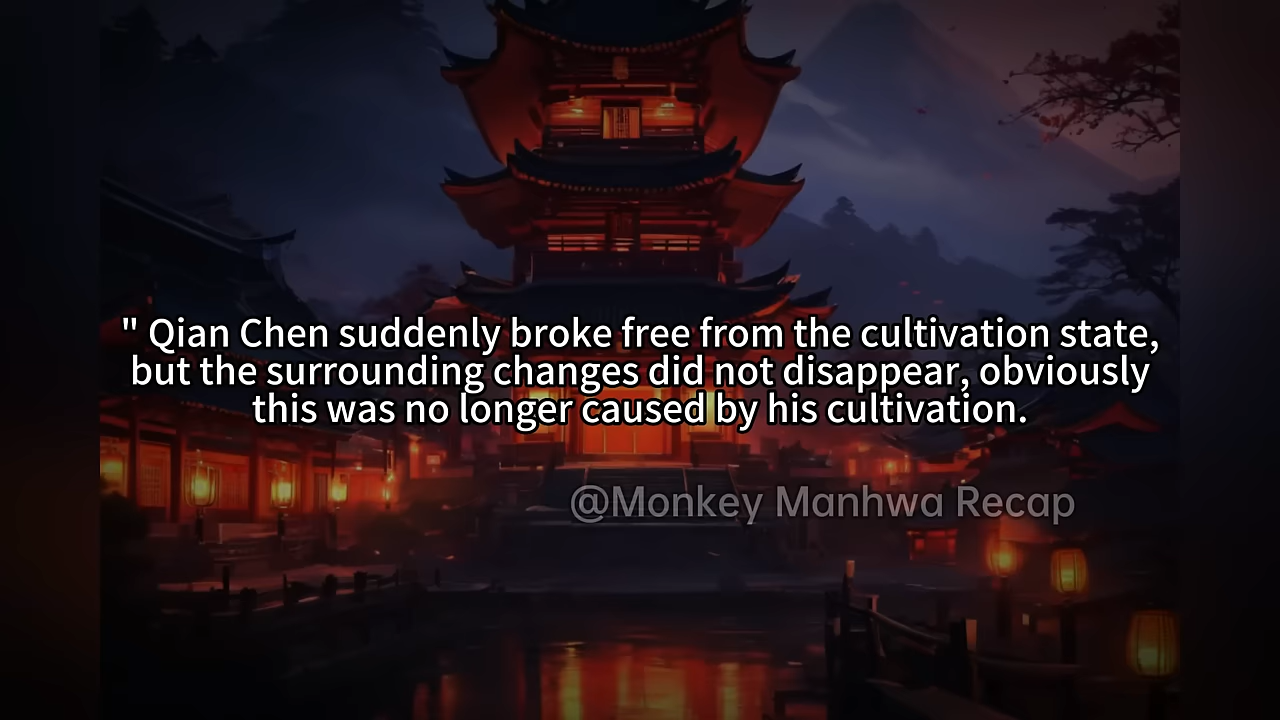 " Qian Chen suddenly broke free from the cultivation state,
but the surrounding changes did not disappear, obviously
this was no longer caused by his cultivation.
@Monkey Manhwa Recap